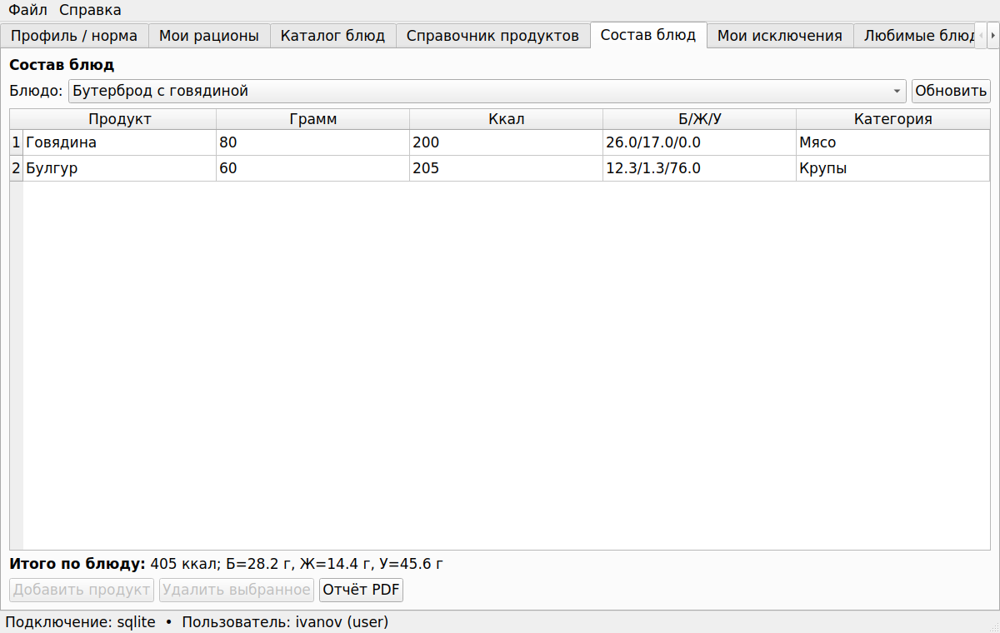 Файл Справка
Профиль / норма Мои рационы Каталог блюд Справочник продуктов Состав блюд Мои исключения Любимые блюд
Состав блюд
Блюдо: Бутерброд с говядиной Обновить
Продукт Грамм Ккал Б/Ж/У Категория
1 Говядина 80 200 26.0/17.0/0.0 Мясо
2 Булгур 60 205 12.3/1.3/76.0 Крупы
Итого по блюду: 405 ккал; Б=28.2 г, Ж=14.4 г, У=45.6 г
Добавить продукт Удалить выбранное Отчёт PDF
Подключение: sqlite • Пользователь: ivanov (user)